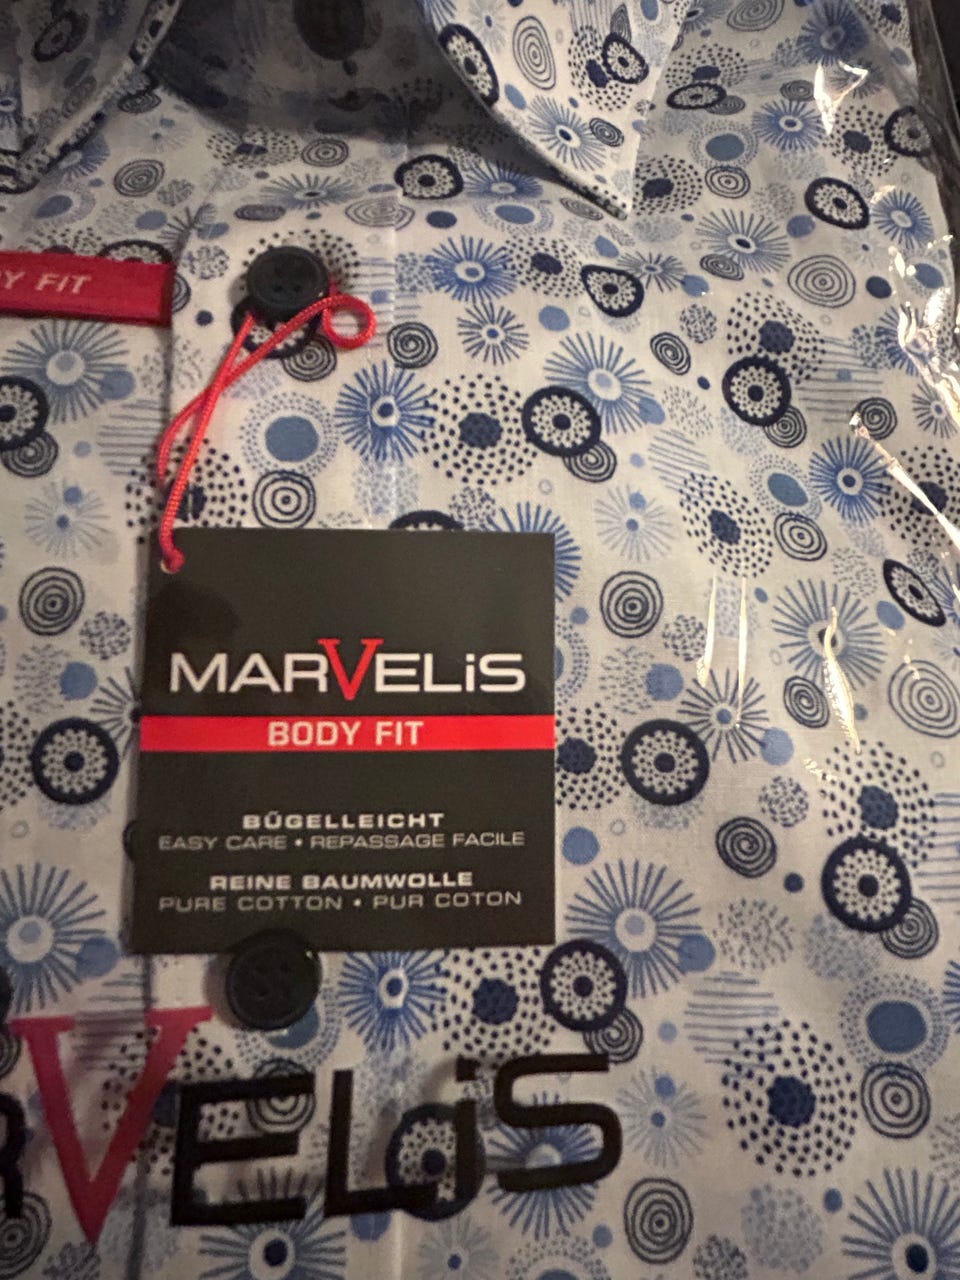 Y FIT
MARVELiS
BODY FIT
BÜGELLEICHT
EASY CARE • REPASSAGE FACILE
REINE BAUMWOLLE
PURE COTTON • PUR COTON
RVELiS